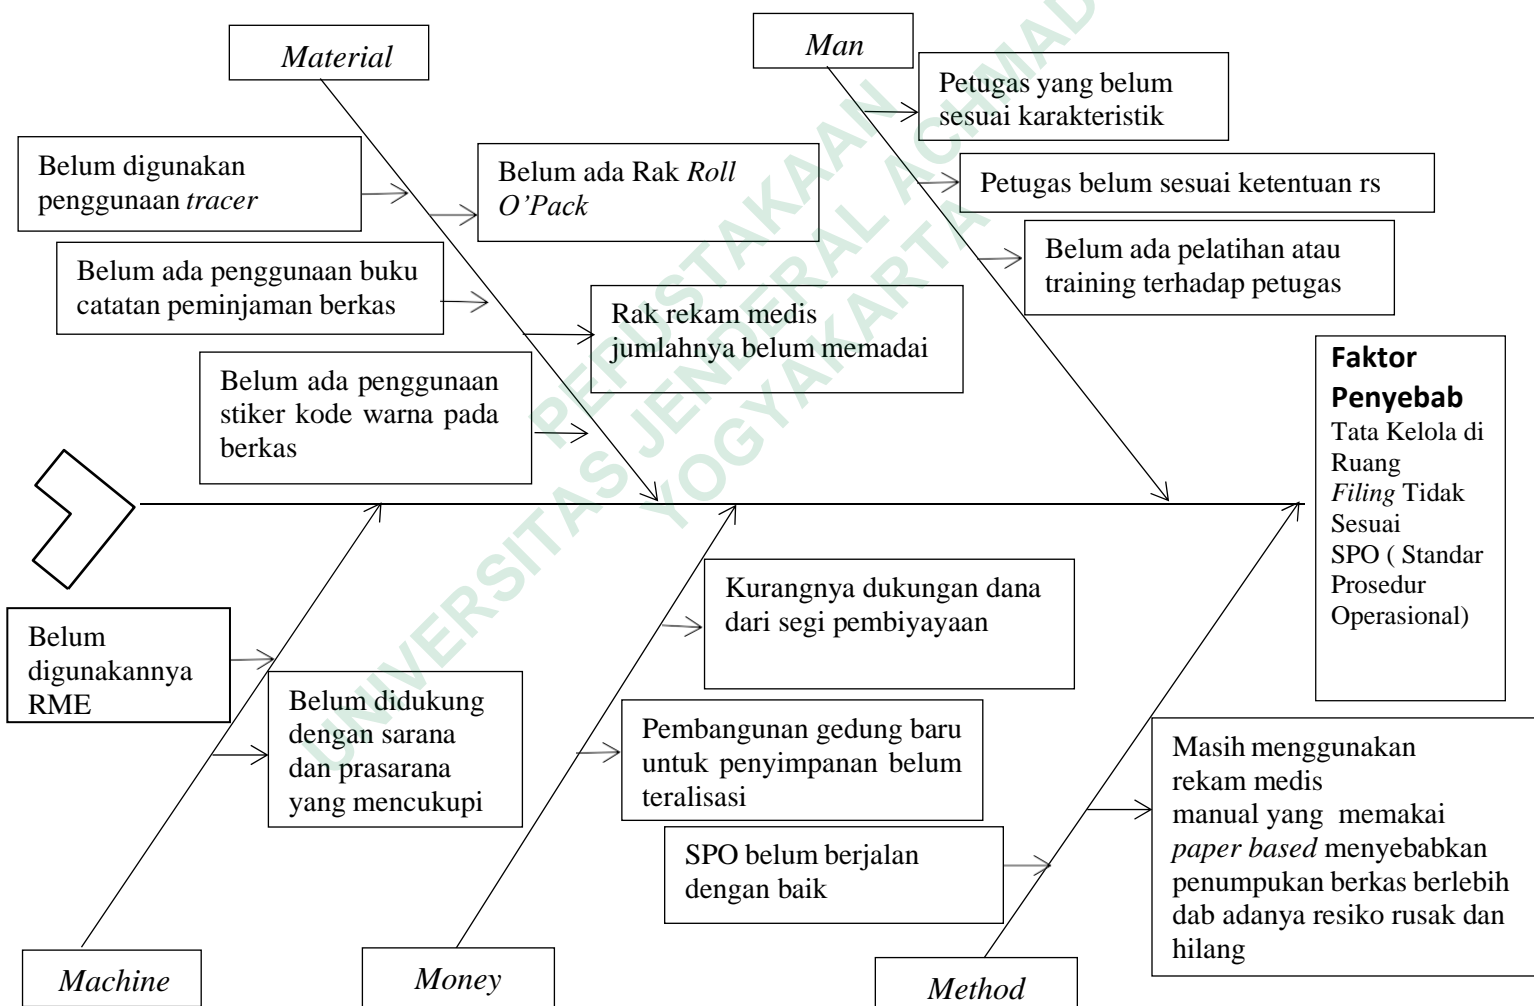 Material
Man
Petugas yang belum
sesuai karakteristik
Belum digunakan
penggunaan tracer
Belum ada Rak Roll
O’Pack
Petugas belum sesuai ketentuan rs
Belum ada penggunaan buku
catatan peminjaman berkas
Belum ada pelatihan atau
training terhadap petugas
Rak rekam medis
jumlahnya belum memadai
Belum ada penggunaan
stiker kode warna pada
berkas
Faktor
Penyebab
Tata Kelola di
Ruang
Filing Tidak
Sesuai
SPO ( Standar
Prosedur
Operasional)
Belum
digunakannya
RME
Belum didukung
dengan sarana
dan prasarana
yang mencukupi
Kurangnya dukungan dana
dari segi pembiyayaan
Pembangunan gedung baru
untuk penyimpanan belum
teralisasi
SPO belum berjalan
dengan baik
Masih menggunakan
rekam medis
manual yang memakai
paper based menyebabkan
penumpukan berkas berlebih
dab adanya resiko rusak dan
hilang
Machine
Money
Method
PERPUSTAKAAN
UNIVERSITAS JENDERAL ACHMAD
YOGYAKARTA